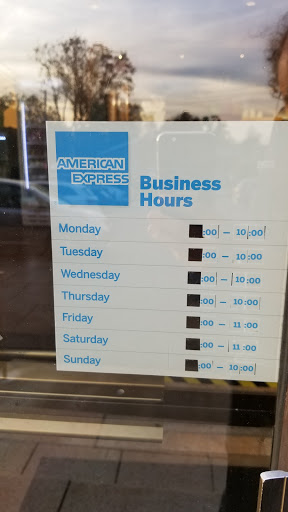 AMERICAN
EXPRESS
Business
Hours
Monday :00 – 10:00
Tuesday :00 – 10:00
Wednesday :00 – 10:00
Thursday :00 – 10:00
Friday :00 – 11:00
Saturday :00 – 11:00
Sunday :00 – 10:00